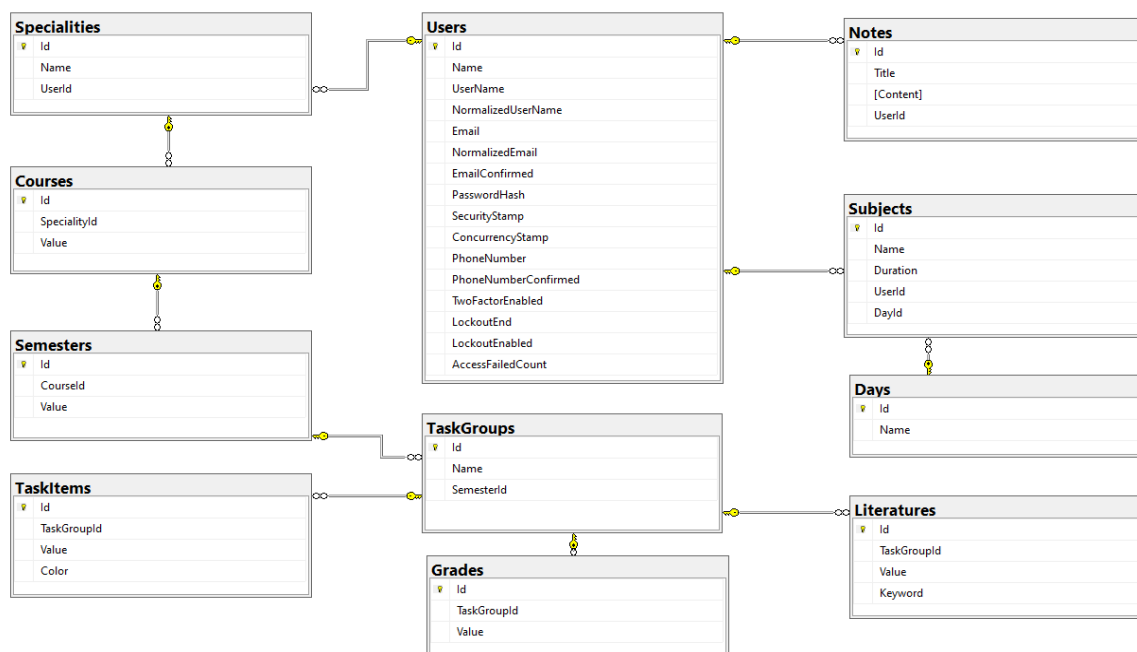 Specialities
Id
Name
UserId
Users
Id
Name
UserName
NormalizedUserName
Email
NormalizedEmail
EmailConfirmed
PasswordHash
SecurityStamp
ConcurrencyStamp
PhoneNumber
PhoneNumberConfirmed
TwoFactorEnabled
LockoutEnd
LockoutEnabled
AccessFailedCount
Notes
Id
Title
[Content]
UserId
Courses
Id
SpecialityId
Value
Subjects
Id
Name
Duration
UserId
DayId
Semesters
Id
CourseId
Value
Days
Id
Name
TaskGroups
Id
Name
SemesterId
TaskItems
Id
TaskGroupId
Value
Color
Literatures
Id
TaskGroupId
Value
Keyword
Grades
Id
TaskGroupId
Value